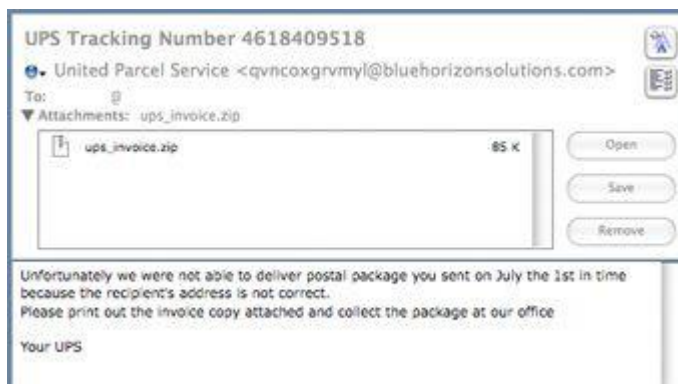 UPS Tracking Number 4618409518
United Parcel Service <qvncoxgrvmyl@bluehorizonsolutions.com>
To: @
Attachments: ups_invoice.zip
ups_invoice.zip 85 K
Open
Save
Remove
Unfortunately we were not able to deliver postal package you sent on July the 1st in time
because the recipient's address is not correct.
Please print out the invoice copy attached and collect the package at our office
Your UPS